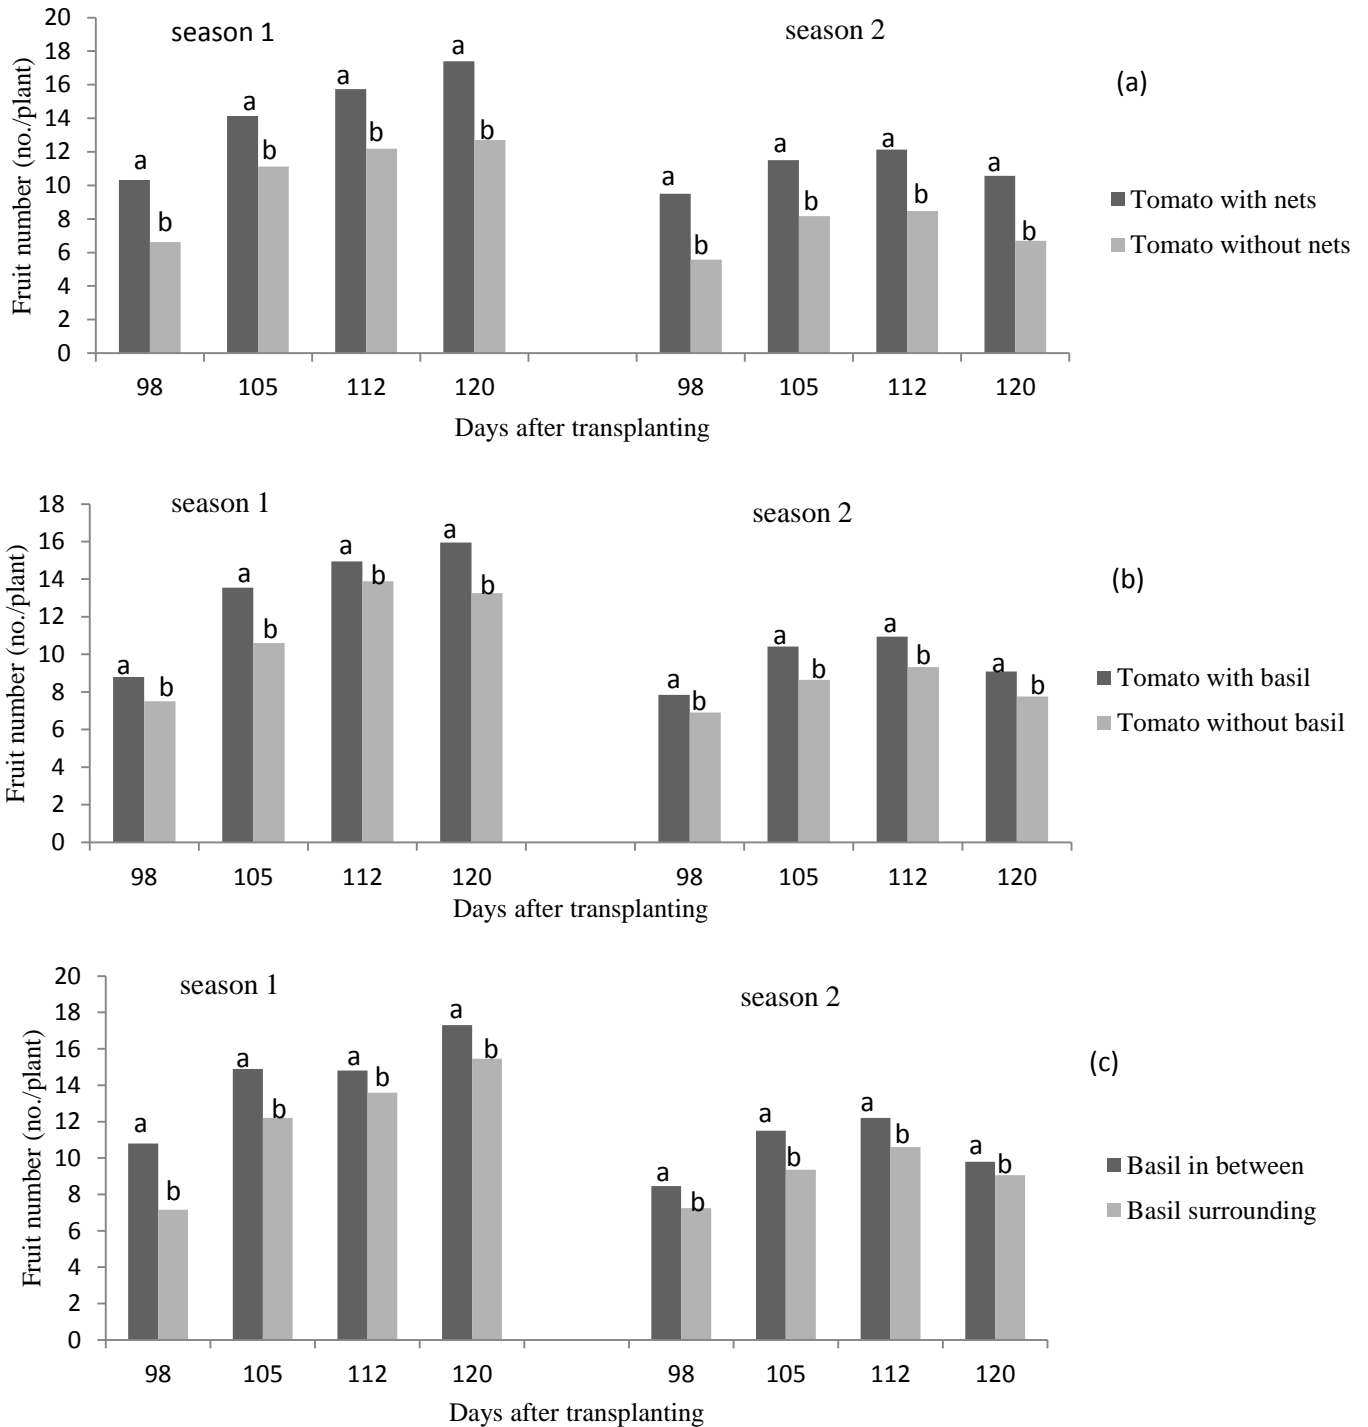 season 1
season 2
(a)
Fruit number (no./plant)
20
18
16
14
12
10
8
6
4
2
0
a
b
a
b
a
b
a
b
a
b
a
b
a
b
a
b
98 105 112 120 98 105 112 120
Days after transplanting
Tomato with nets
Tomato without nets
season 1
season 2
(b)
Fruit number (no./plant)
18
16
14
12
10
8
6
4
2
0
a
b
a
b
a
b
a
b
a
b
a
b
a
b
a
b
98 105 112 120 98 105 112 120
Days after transplanting
Tomato with basil
Tomato without basil
season 1
season 2
(c)
Fruit number (no./plant)
20
18
16
14
12
10
8
6
4
2
0
a
b
a
b
a
b
a
b
a
b
a
b
a
b
a
b
98 105 112 120 98 105 112 120
Days after transplanting
Basil in between
Basil surrounding